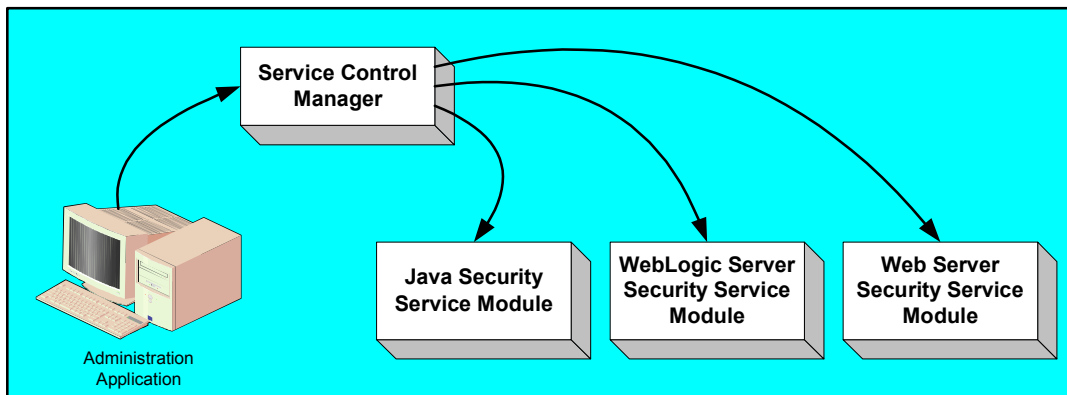 Service Control
Manager
Java Security
Service Module
WebLogic Server
Security Service
Module
Web Server
Security Service
Module
Administration
Application